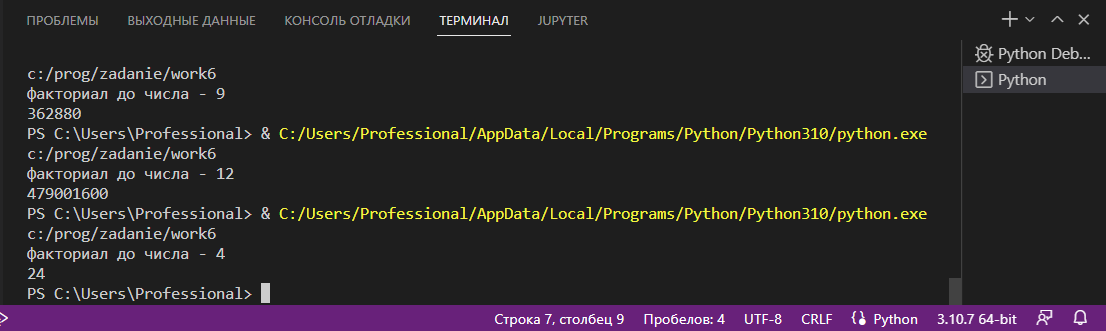 ПРОБЛЕМЫ ВЫХОДНЫЕ ДАННЫЕ КОНСОЛЬ ОТЛАДКИ ТЕРМИНАЛ JUPYTER
Python Deb...
Python
c:/prog/zadanie/work6
факториал до числа - 9
362880
PS C:\Users\Professional> & C:/Users/Professional/AppData/Local/Programs/Python/Python310/python.exe
c:/prog/zadanie/work6
факториал до числа - 12
479001600
PS C:\Users\Professional> & C:/Users/Professional/AppData/Local/Programs/Python/Python310/python.exe
c:/prog/zadanie/work6
факториал до числа - 4
24
PS C:\Users\Professional>
Строка 7, столбец 9 Пробелов: 4 UTF-8 CRLF Python 3.10.7 64-bit